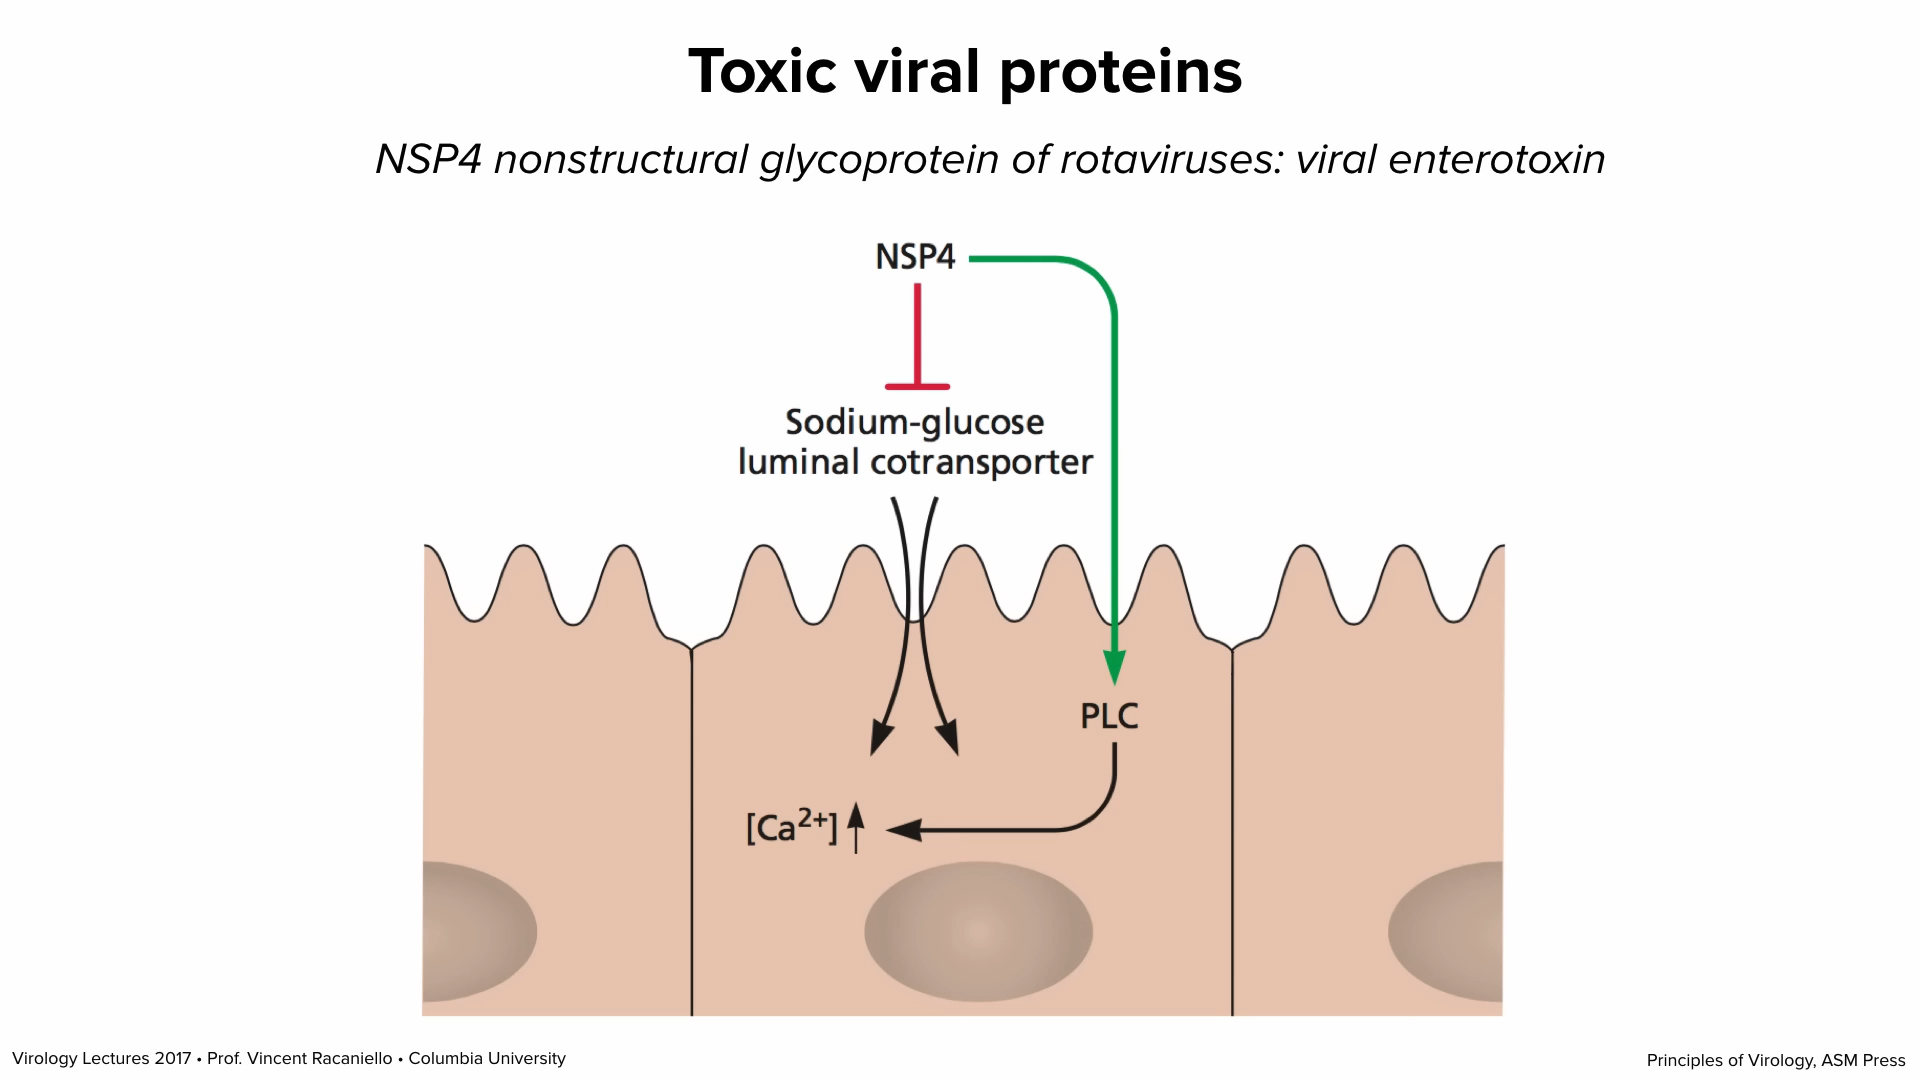 Toxic viral proteins
NSP4 nonstructural glycoprotein of rotaviruses: viral enterotoxin
NSP4
Sodium-glucose
luminal cotransporter
PLC
[Ca²⁺]
Virology Lectures 2017 • Prof. Vincent Racaniello • Columbia University
Principles of Virology, ASM Press